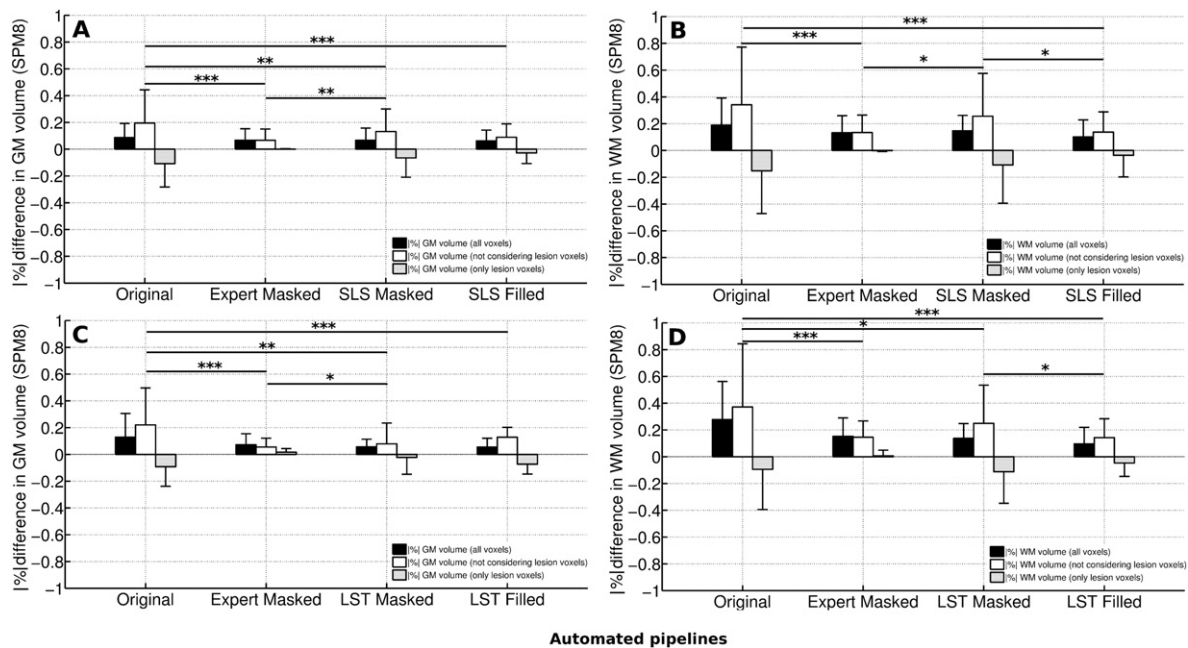 A
|%|difference in GM volume (SPM8)
1
0.8
0.6
0.4
0.2
0
−0.2
−0.4
−0.6
−0.8
−1
***
**
***
**
|%| GM volume (all voxels)
|%| GM volume (not considering lesion voxels)
|%| GM volume (only lesion voxels)
Original Expert Masked SLS Masked SLS Filled
B
|%|difference in WM volume (SPM8)
1
0.8
0.6
0.4
0.2
0
−0.2
−0.4
−0.6
−0.8
−1
***
***
*
*
|%| WM volume (all voxels)
|%| WM volume (not considering lesion voxels)
|%| WM volume (only lesion voxels)
Original Expert Masked SLS Masked SLS Filled
C
|%|difference in GM volume (SPM8)
1
0.8
0.6
0.4
0.2
0
−0.2
−0.4
−0.6
−0.8
−1
***
**
***
*
|%| GM volume (all voxels)
|%| GM volume (not considering lesion voxels)
|%| GM volume (only lesion voxels)
Original Expert Masked LST Masked LST Filled
D
|%|difference in WM volume (SPM8)
1
0.8
0.6
0.4
0.2
0
−0.2
−0.4
−0.6
−0.8
−1
***
*
***
*
|%| WM volume (all voxels)
|%| WM volume (not considering lesion voxels)
|%| WM volume (only lesion voxels)
Original Expert Masked LST Masked LST Filled
Automated pipelines